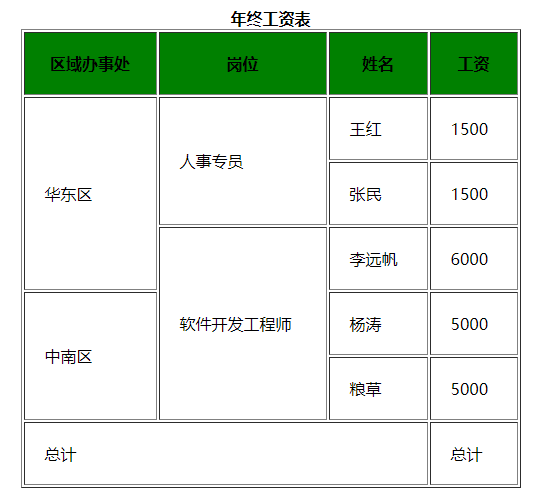 年终工资表
区域办事处 岗位 姓名 工资
华东区 人事专员 王红 1500
张民 1500
软件开发工程师 李远帆 6000
中南区 杨涛 5000
粮草 5000
总计 总计